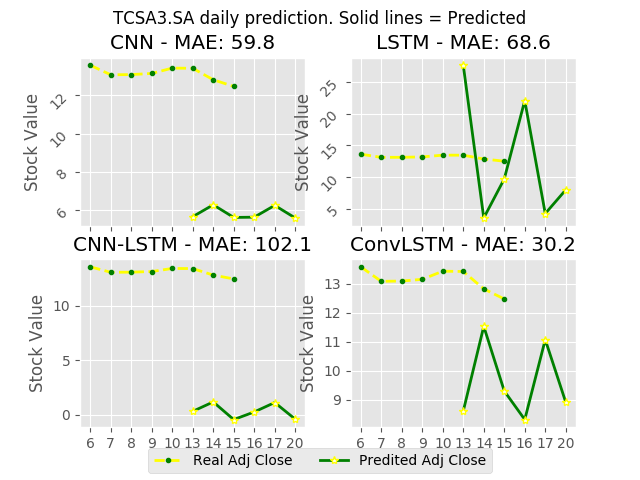 TCSA3.SA daily prediction. Solid lines = Predicted
CNN - MAE: 59.8
LSTM - MAE: 68.6
Stock Value
12
10
8
6
Stock Value
25
20
15
10
5
CNN-LSTM - MAE: 102.1
ConvLSTM - MAE: 30.2
Stock Value
10
5
0
6 7 8 9 10 13 14 15 16 17 20
Stock Value
13
12
11
10
9
6 7 8 9 10 13 14 15 16 17 20
Real Adj Close
Predited Adj Close